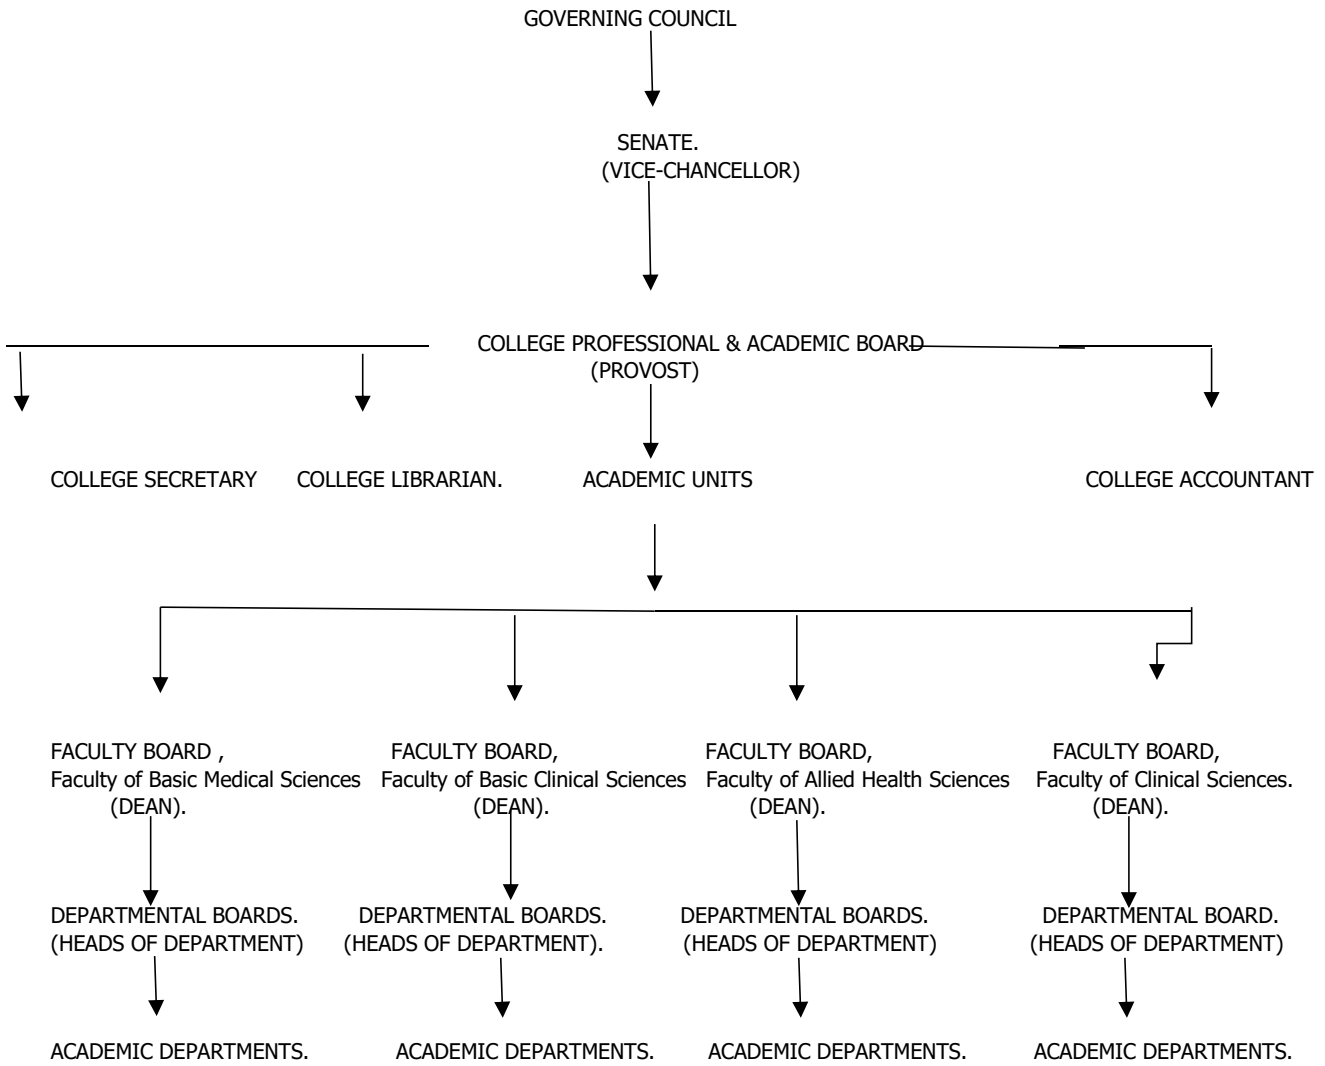 GOVERNING COUNCIL
SENATE.
(VICE-CHANCELLOR)
COLLEGE PROFESSIONAL & ACADEMIC BOARD
(PROVOST)
COLLEGE SECRETARY COLLEGE LIBRARIAN. ACADEMIC UNITS COLLEGE ACCOUNTANT
FACULTY BOARD , FACULTY BOARD, FACULTY BOARD, FACULTY BOARD,
Faculty of Basic Medical Sciences Faculty of Basic Clinical Sciences Faculty of Allied Health Sciences Faculty of Clinical Sciences.
(DEAN). (DEAN). (DEAN). (DEAN).
DEPARTMENTAL BOARDS. DEPARTMENTAL BOARDS. DEPARTMENTAL BOARDS. DEPARTMENTAL BOARD.
(HEADS OF DEPARTMENT) (HEADS OF DEPARTMENT). (HEADS OF DEPARTMENT) (HEADS OF DEPARTMENT)
ACADEMIC DEPARTMENTS. ACADEMIC DEPARTMENTS. ACADEMIC DEPARTMENTS. ACADEMIC DEPARTMENTS.